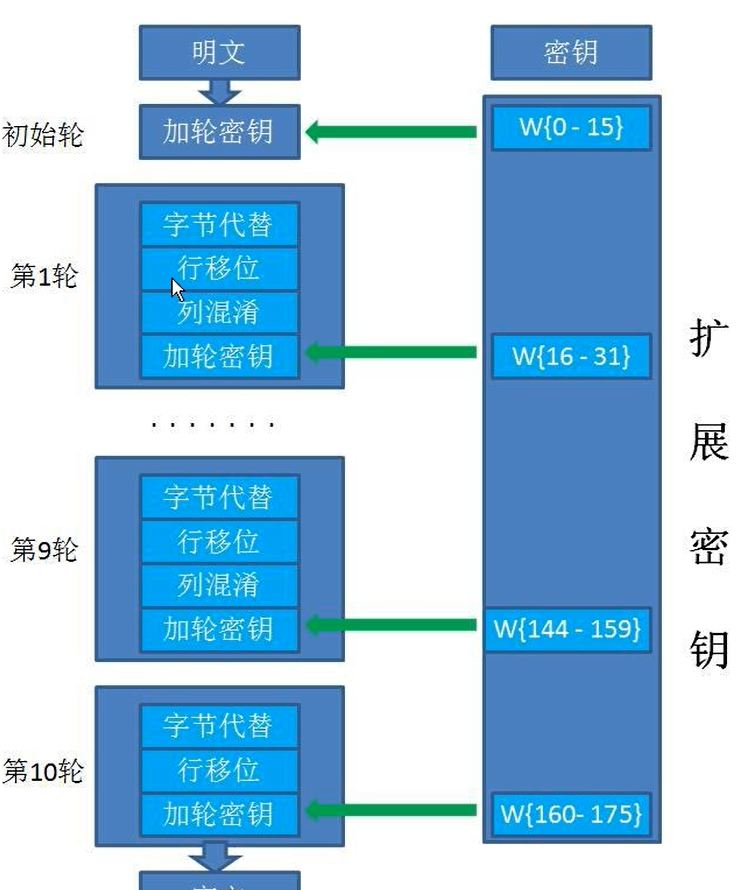 明文
密钥
初始轮
加轮密钥
W{0 - 15}
第1轮
字节代替
行移位
列混淆
加轮密钥
W{16 - 31}
.......
第9轮
字节代替
行移位
列混淆
加轮密钥
W{144 - 159}
第10轮
字节代替
行移位
加轮密钥
W{160- 175}
扩
展
密
钥